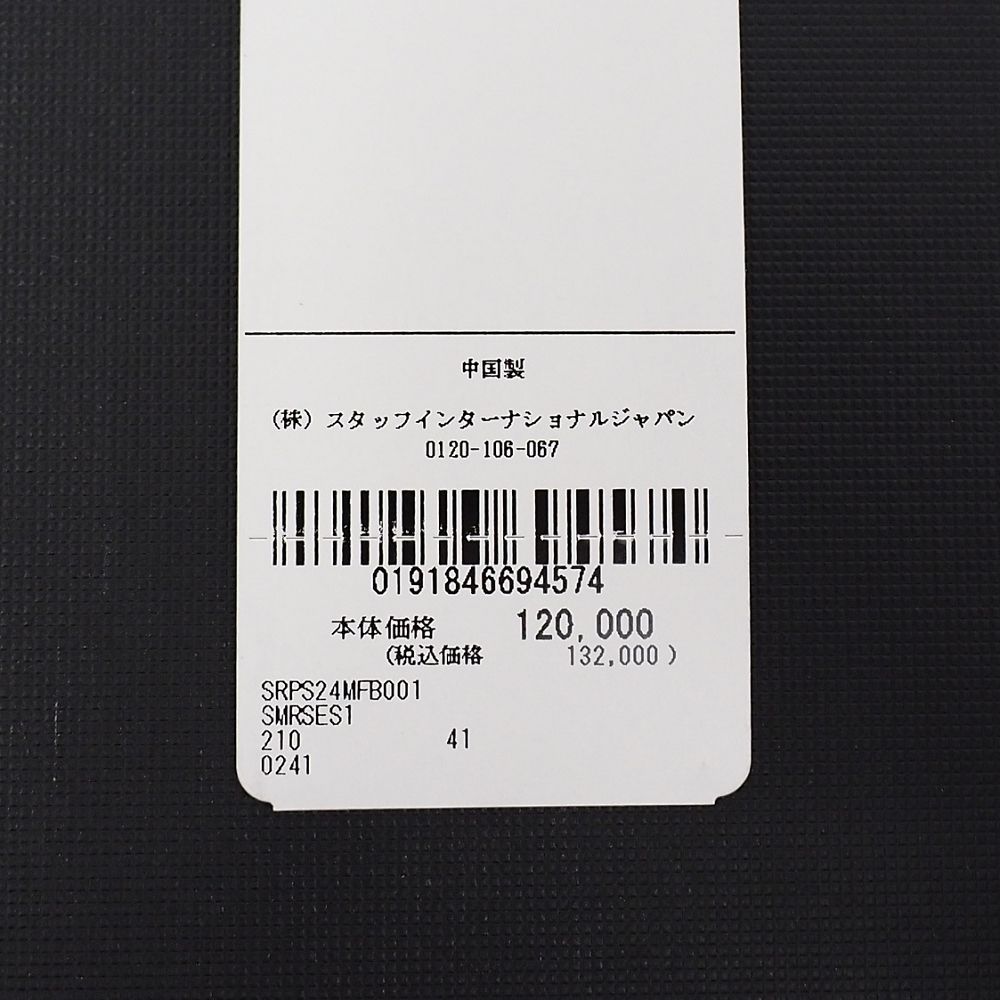 中国製
（株）スタッフインターナショナルジャパン
0120-106-067
0191846694574
本体価格 120,000
(税込価格 132,000 )
SRPS24MFB001
SMRSES1
210 41
0241